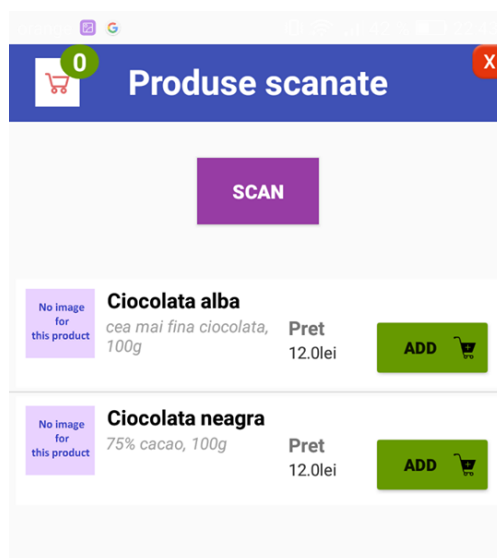 0
Produse scanate
X
SCAN
No image
for
this product
Ciocolata alba
cea mai fina ciocolata,
100g
Pret
12.0lei
ADD
No image
for
this product
Ciocolata neagra
75% cacao, 100g
Pret
12.0lei
ADD